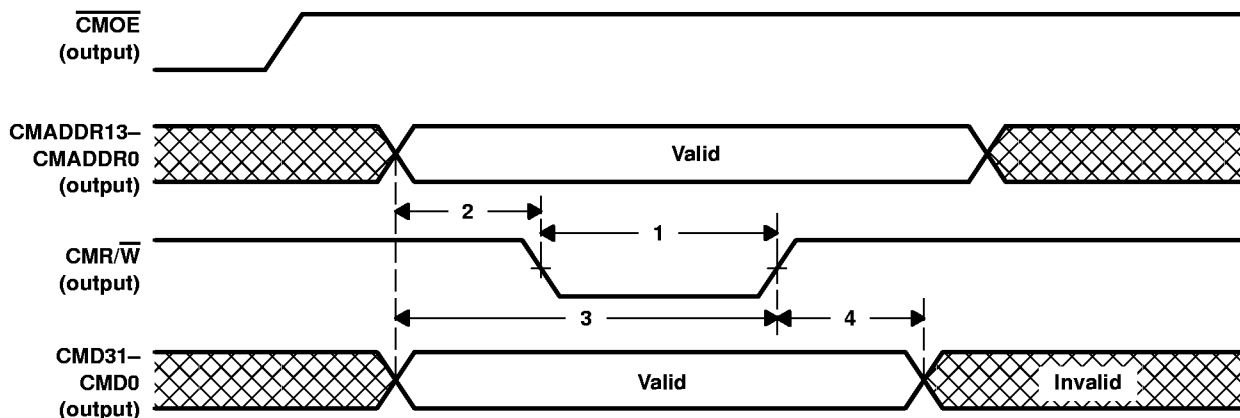 CMOE
(output)
CMADDR13–
CMADDR0
(output)
Valid
2
1
CMR/W
(output)
3
4
CMD31–
CMD0
(output)
Valid
Invalid